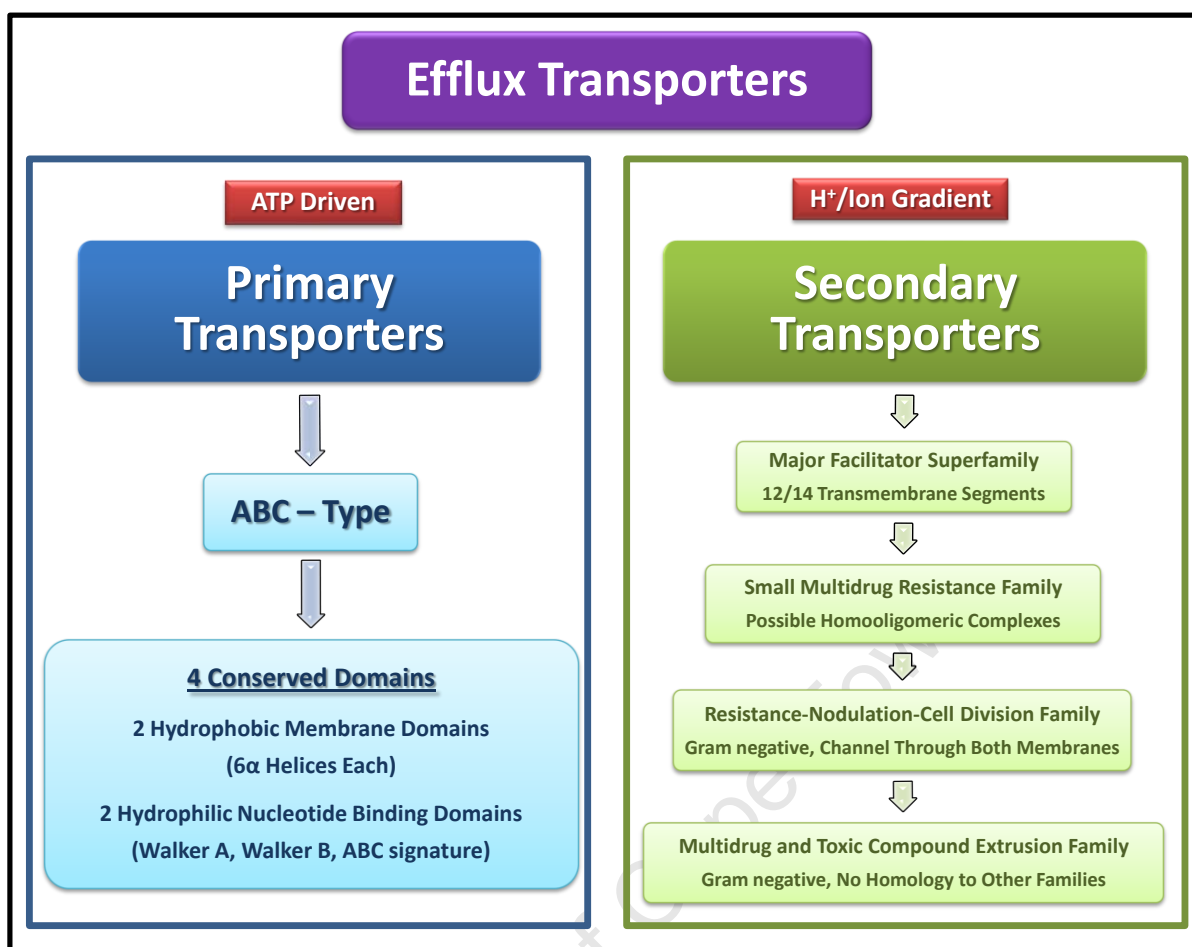 Efflux Transporters
ATP Driven
Primary
Transporters
ABC – Type
4 Conserved Domains
2 Hydrophobic Membrane Domains
(6α Helices Each)
2 Hydrophilic Nucleotide Binding Domains
(Walker A, Walker B, ABC signature)
H⁺/Ion Gradient
Secondary
Transporters
Major Facilitator Superfamily
12/14 Transmembrane Segments
Small Multidrug Resistance Family
Possible Homooligomeric Complexes
Resistance-Nodulation-Cell Division Family
Gram negative, Channel Through Both Membranes
Multidrug and Toxic Compound Extrusion Family
Gram negative, No Homology to Other Families